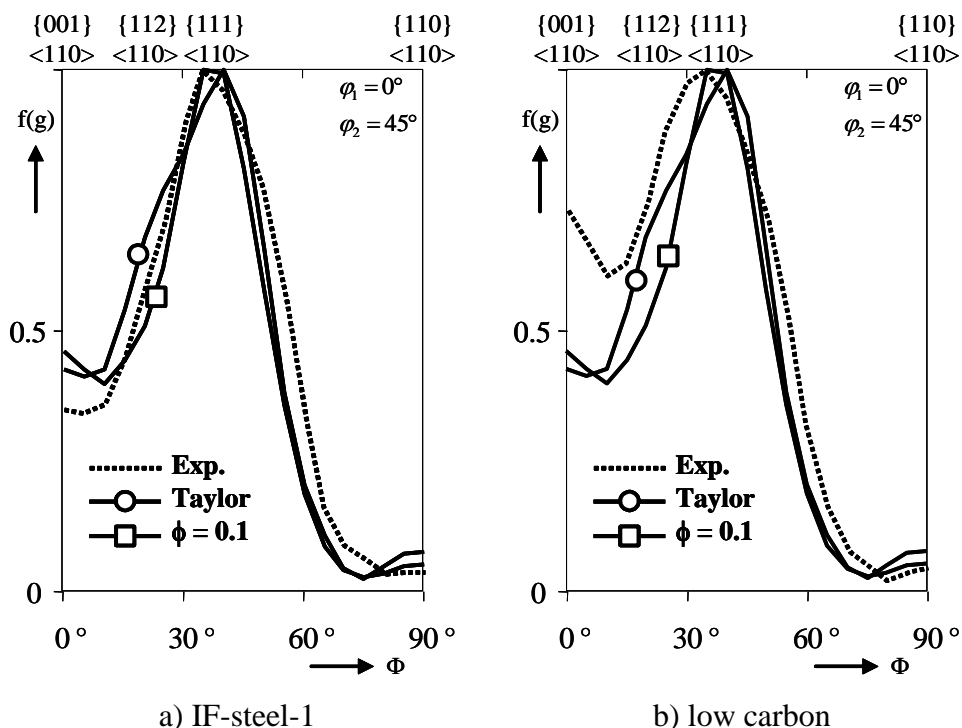 {001} {112} {111} {110}
<110> <110> <110> <110>
f(g)
φ₁ = 0°
φ₂ = 45°
0.5
Exp.
Taylor
ϕ = 0.1
0
0° 30° 60° 90°
Φ
a) IF-steel-1
{001} {112} {111} {110}
<110> <110> <110> <110>
f(g)
φ₁ = 0°
φ₂ = 45°
0.5
Exp.
Taylor
ϕ = 0.1
0
0° 30° 60° 90°
Φ
b) low carbon